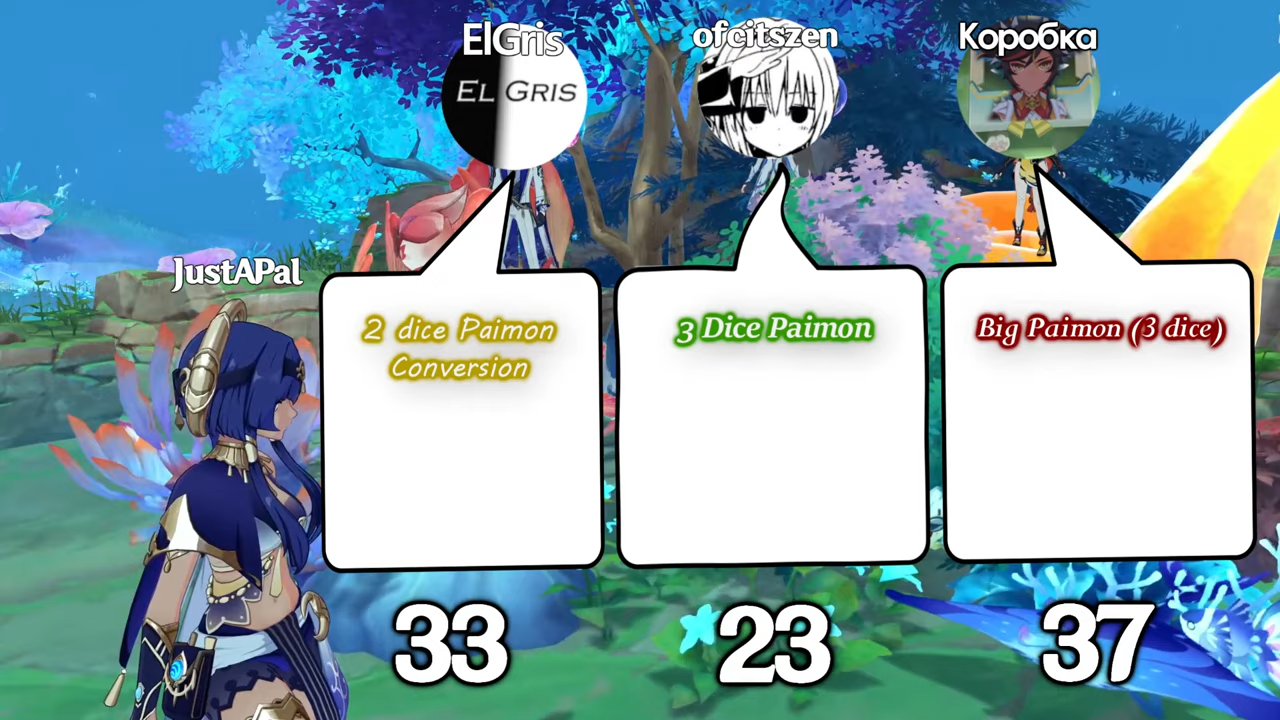 ElGris
EL GRIS
ofcitszen
Коробка
JustAPal
2 dice Paimon
Conversion
3 Dice Paimon
Big Paimon (3 dice)
33
23
37